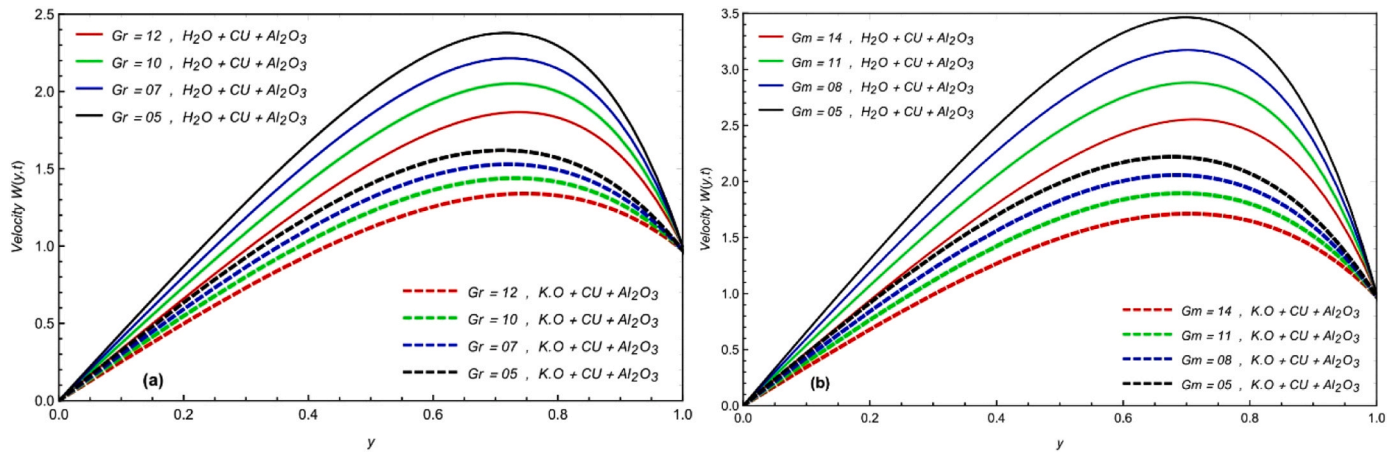 2.5
2.0
1.5
1.0
0.5
0.0
Velocity W(y,t)
Gr = 12 , H₂O + CU + Al₂O₃
Gr = 10 , H₂O + CU + Al₂O₃
Gr = 07 , H₂O + CU + Al₂O₃
Gr = 05 , H₂O + CU + Al₂O₃
Gr = 12 , K.O + CU + Al₂O₃
Gr = 10 , K.O + CU + Al₂O₃
Gr = 07 , K.O + CU + Al₂O₃
Gr = 05 , K.O + CU + Al₂O₃
(a)
0.0 0.2 0.4 0.6 0.8 1.0
y
3.5
3.0
2.5
2.0
1.5
1.0
0.5
0.0
Velocity W(y,t)
Gm = 14 , H₂O + CU + Al₂O₃
Gm = 11 , H₂O + CU + Al₂O₃
Gm = 08 , H₂O + CU + Al₂O₃
Gm = 05 , H₂O + CU + Al₂O₃
Gm = 14 , K.O + CU + Al₂O₃
Gm = 11 , K.O + CU + Al₂O₃
Gm = 08 , K.O + CU + Al₂O₃
Gm = 05 , K.O + CU + Al₂O₃
(b)
0.0 0.2 0.4 0.6 0.8 1.0
y